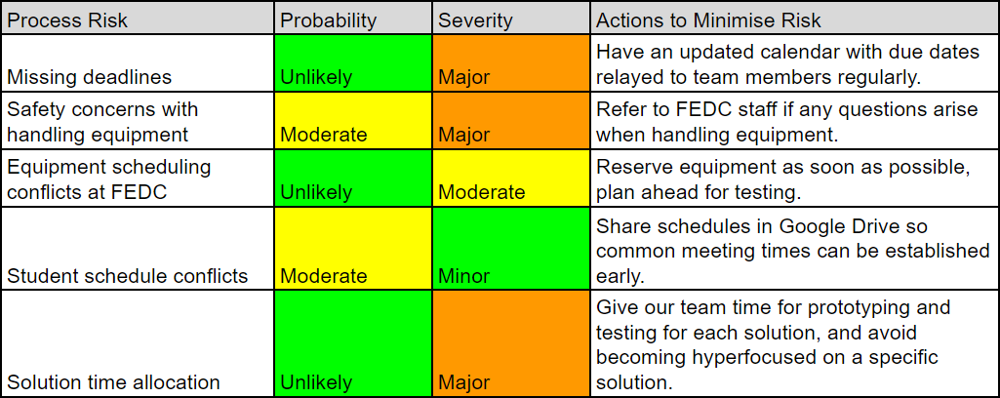 Process Risk Probability Severity Actions to Minimise Risk
Missing deadlines Unlikely Major Have an updated calendar with due dates
relayed to team members regularly.
Safety concerns with
handling equipment Moderate Major Refer to FEDC staff if any questions arise
when handling equipment.
Equipment scheduling
conflicts at FEDC Unlikely Moderate Reserve equipment as soon as possible,
plan ahead for testing.
Student schedule conflicts Moderate Minor Share schedules in Google Drive so
common meeting times can be established
early.
Solution time allocation Unlikely Major Give our team time for prototyping and
testing for each solution, and avoid
becoming hyperfocused on a specific
solution.